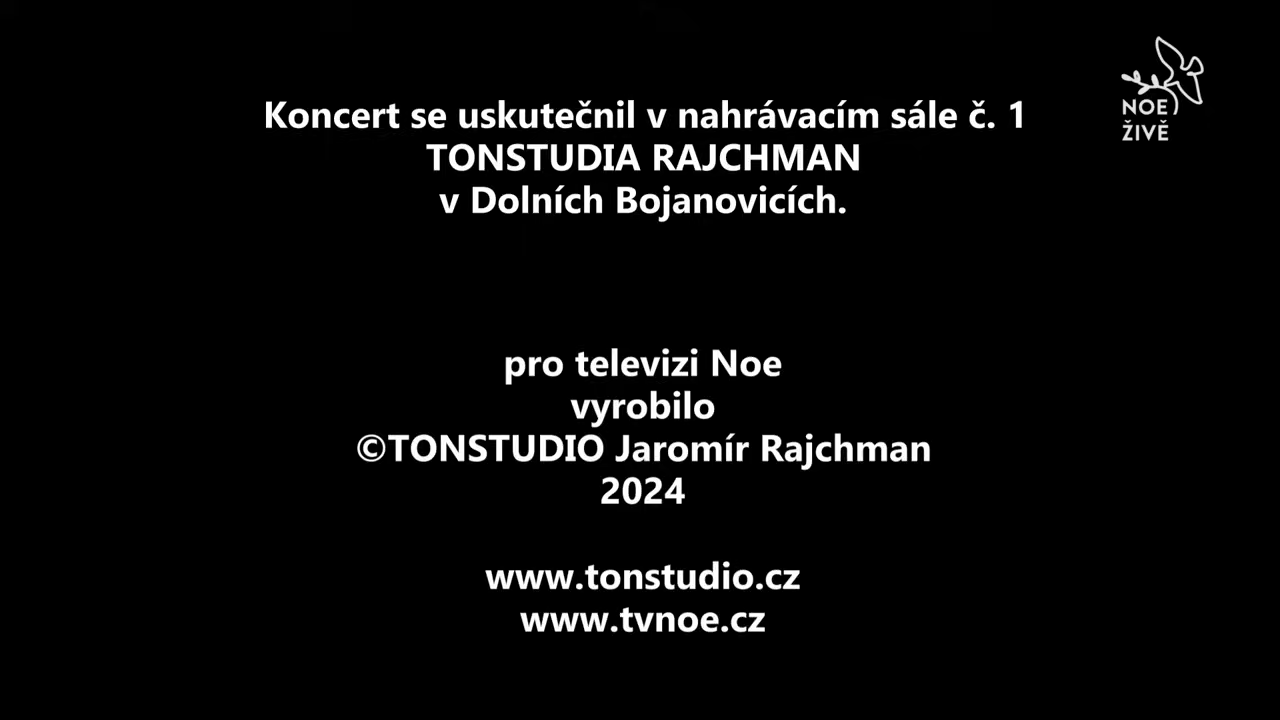 Koncert se uskutečnil v nahrávacím sále č. 1
TONSTUDIA RAJCHMAN
v Dolních Bojanovicích.
pro televizi Noe
vyrobilo
©TONSTUDIO Jaromír Rajchman
2024
www.tonstudio.cz
www.tvnoe.cz
NOE
ŽIVĚ